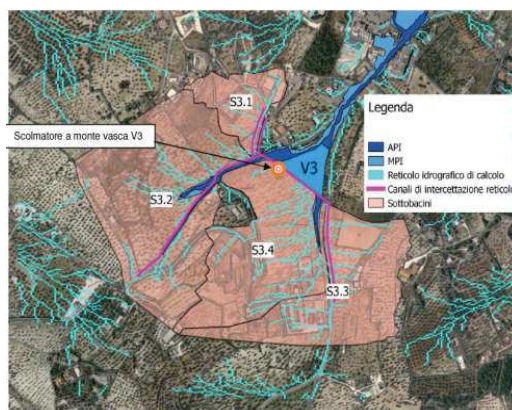 S3.1
Scolmatore a monte vasca V3
V3
S3.2
S3.4
S3.3
Legenda
API
MPI
Reticolo idrografico di calcolo
Canali di intercettazione reticolo
Sottobacini